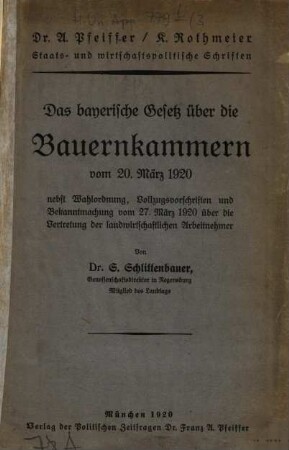 Dr. A. Pfeiffer / K. Rothmeier
Staats- und wirtschaftspolitische Schriften
Das bayerische Gesetz über die
Bauernkammern
vom 20. März 1920
nebst Wahlordnung, Vollzugsvorschriften und
Bekanntmachung vom 27. März 1920 über die
Vertretung der landwirtschaftlichen Arbeitnehmer
Von
Dr. S. Schlittenbauer,
Genossenschaftsdirektor in Regensburg
Mitglied des Landtags
München 1920
Verlag der Politischen Zeitfragen Dr. Franz A. Pfeiffer